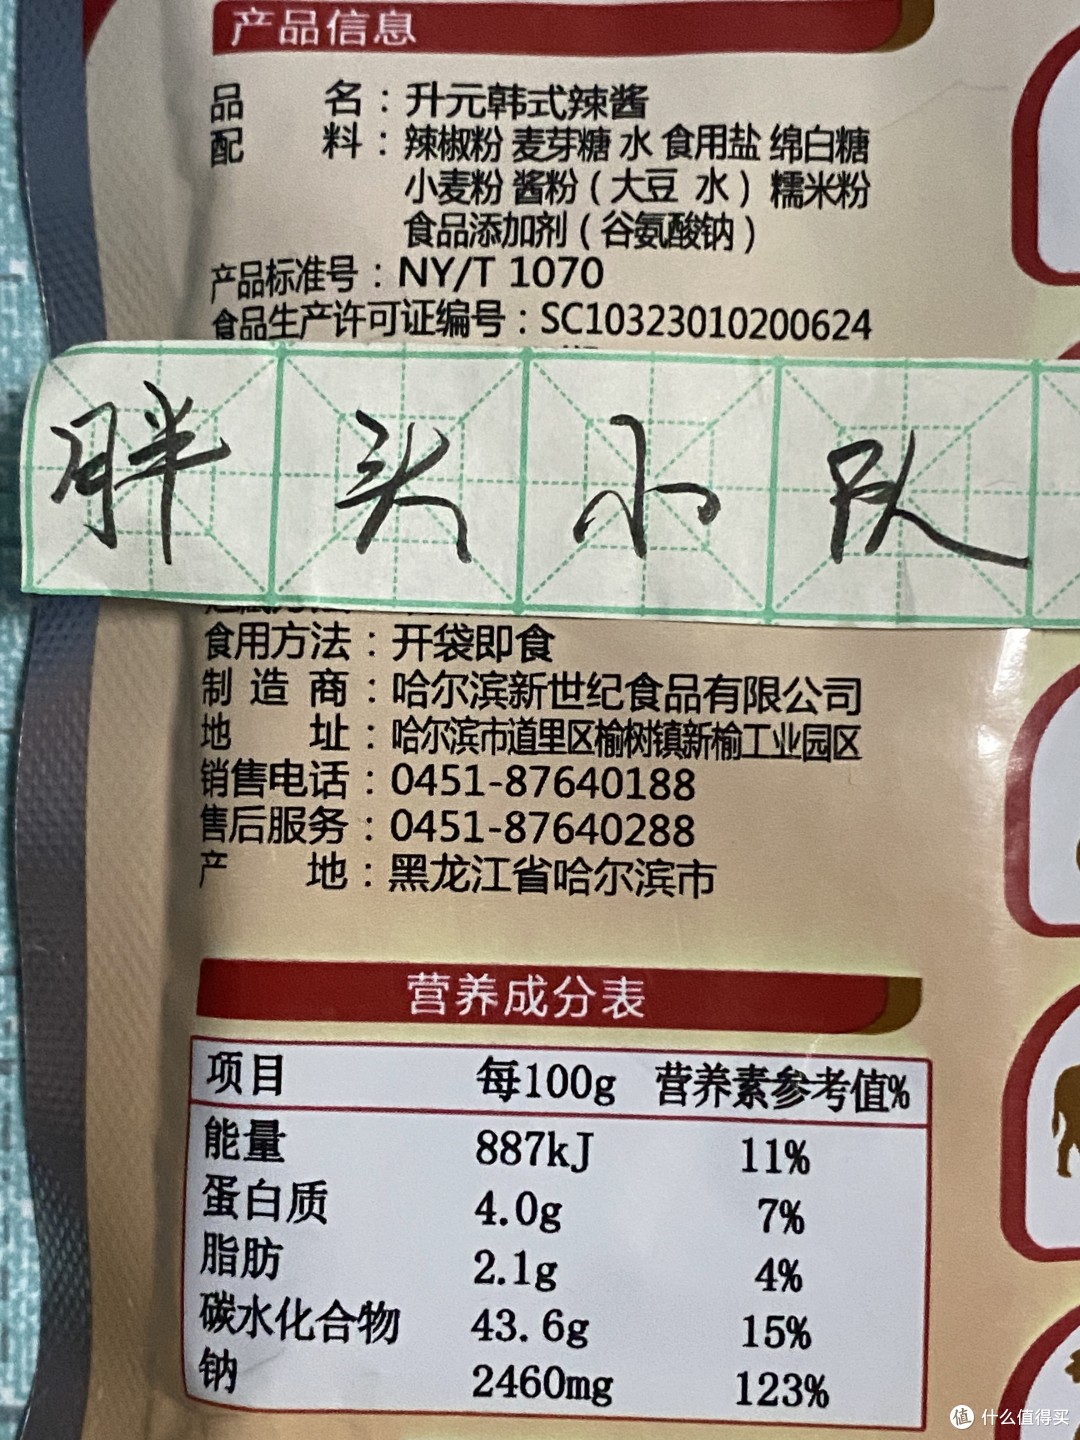 产品信息
品 名：升元韩式辣酱
配 料：辣椒粉 麦芽糖 水 食用盐 绵白糖
小麦粉 酱粉（大豆 水）糯米粉
食品添加剂（谷氨酸钠）
产品标准号：NY/T 1070
食品生产许可证编号：SC10323010200624
胖头小队
食用方法：开袋即食
制 造 商：哈尔滨新世纪食品有限公司
地 址：哈尔滨市道里区榆树镇新榆工业园区
销售电话：0451-87640188
售后服务：0451-87640288
产 地：黑龙江省哈尔滨市
营养成分表
项目 每100g 营养素参考值%
能量 887kJ 11%
蛋白质 4.0g 7%
脂肪 2.1g 4%
碳水化合物 43.6g 15%
钠 2460mg 123%
值 什么值得买